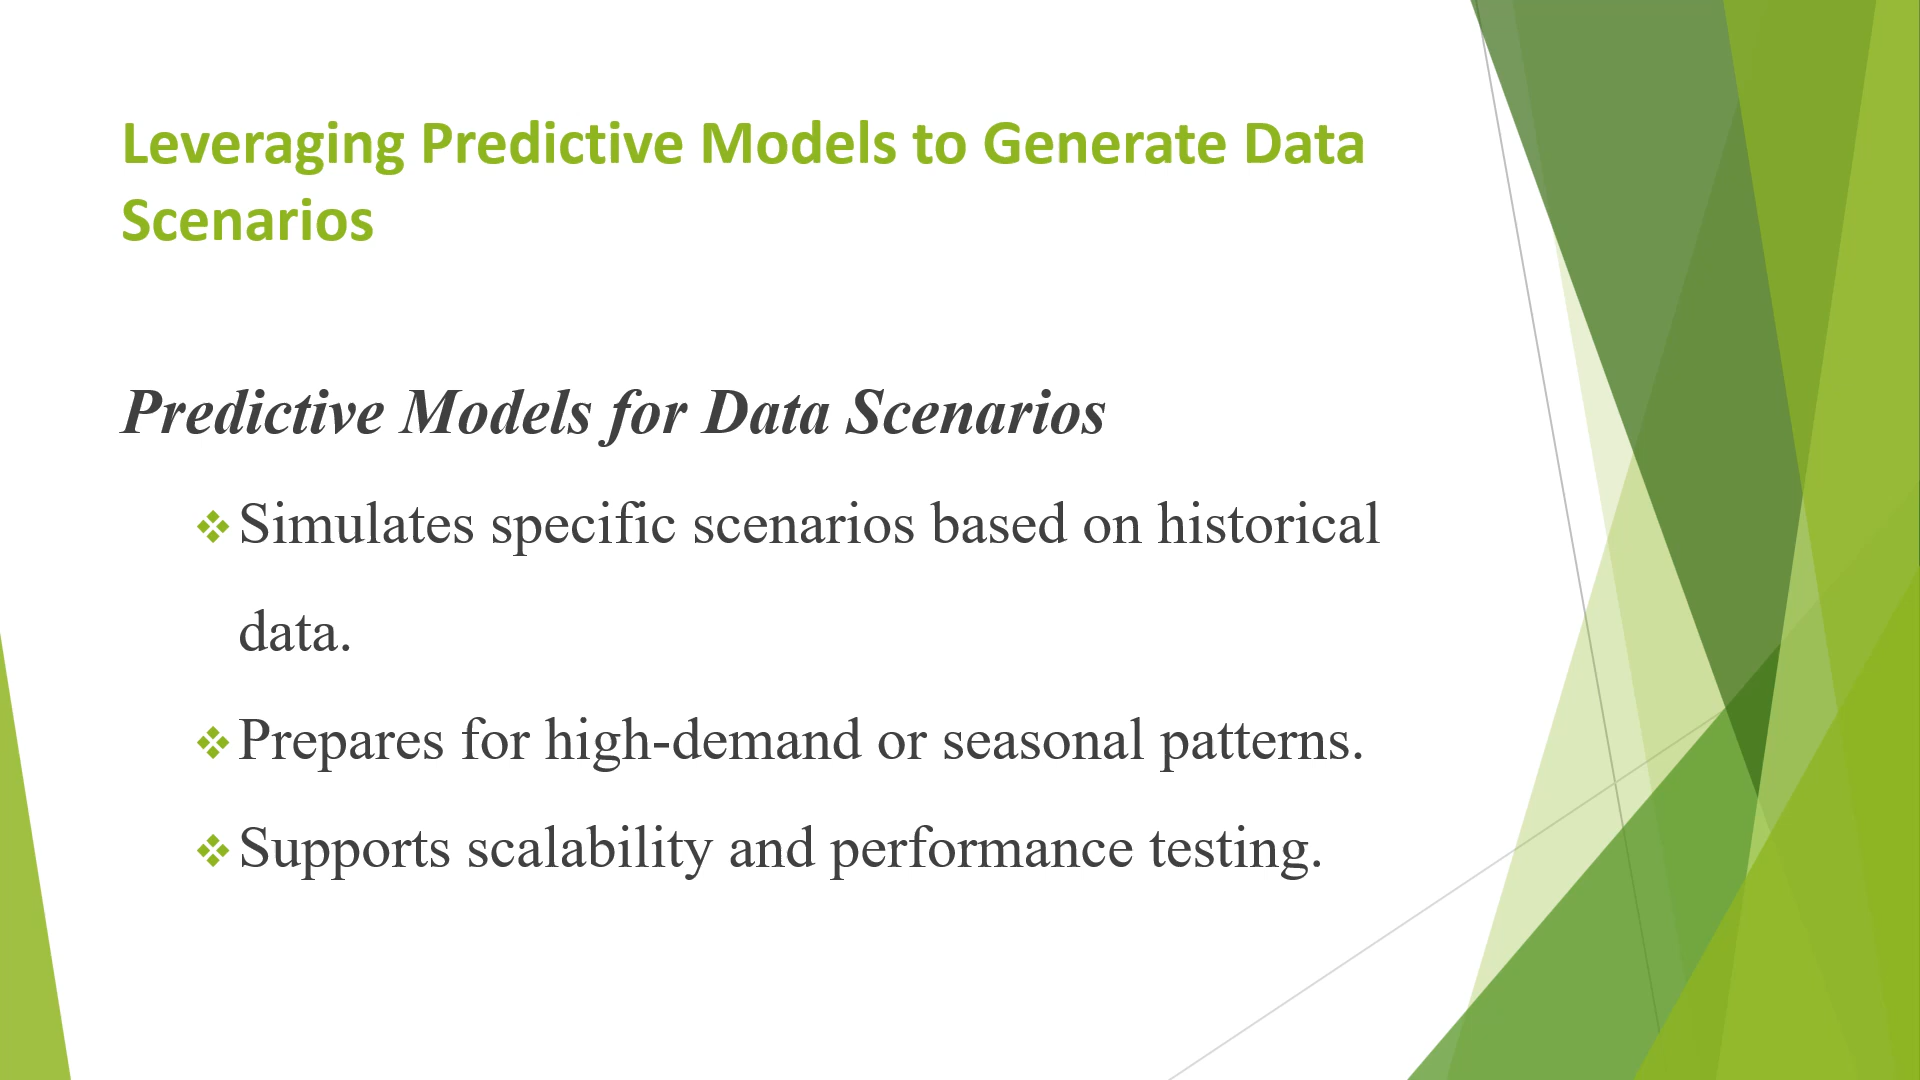 Leveraging Predictive Models to Generate Data
Scenarios
Predictive Models for Data Scenarios
❖Simulates specific scenarios based on historical
data.
❖Prepares for high-demand or seasonal patterns.
❖Supports scalability and performance testing.